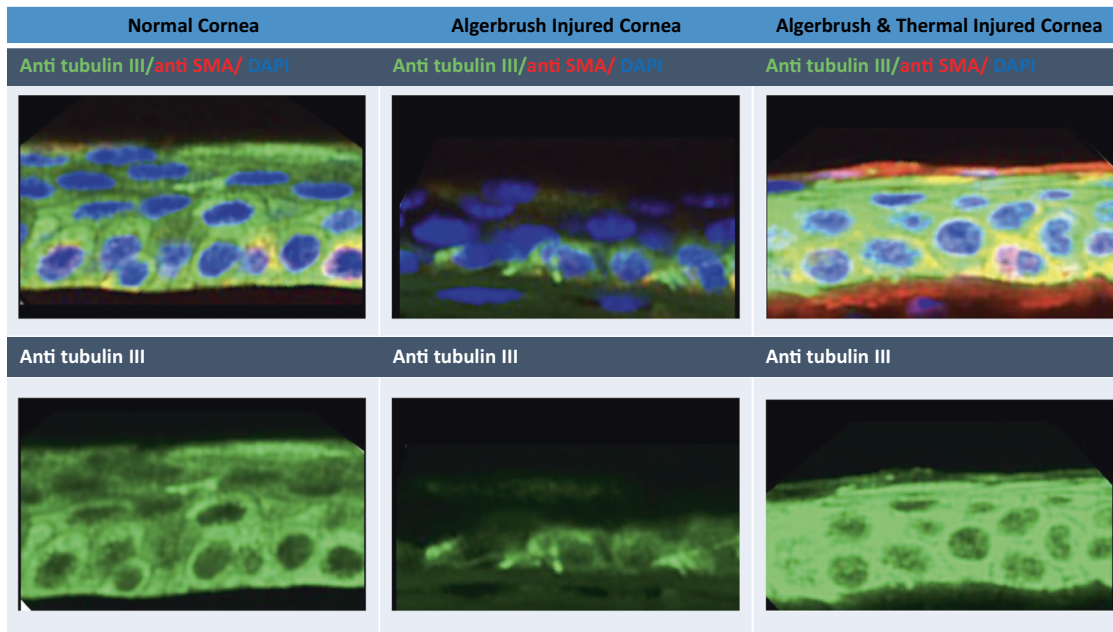 Normal Cornea
Algerbrush Injured Cornea
Algerbrush & Thermal Injured Cornea
Anti tubulin III/anti SMA/ DAPI
Anti tubulin III/anti SMA/ DAPI
Anti tubulin III/anti SMA/ DAPI
Anti tubulin III
Anti tubulin III
Anti tubulin III